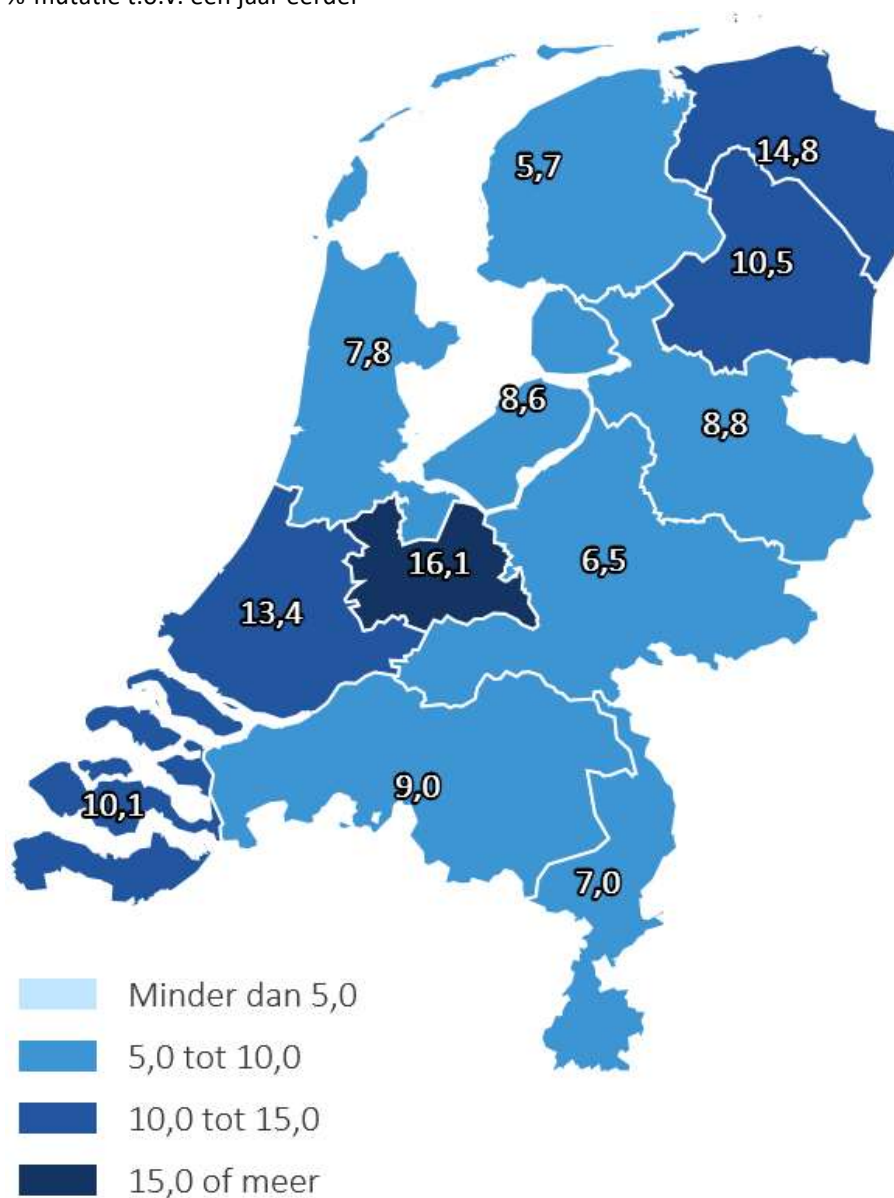 % mutatie t.o.v. een jaar eerder
14,8
5,7
10,5
7,8
8,6
8,8
16,1
6,5
13,4
9,0
10,1
7,0
Minder dan 5,0
5,0 tot 10,0
10,0 tot 15,0
15,0 of meer